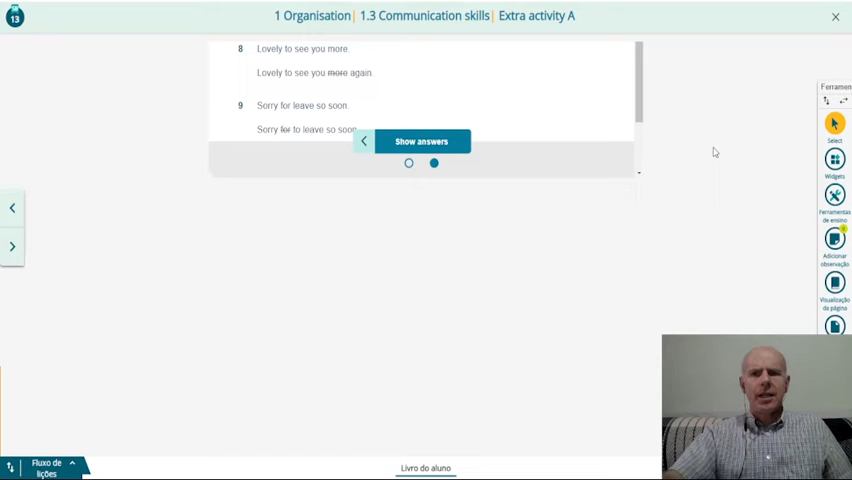 13
1 Organisation| 1.3 Communication skills| Extra activity A
Ferramen
8 Lovely to see you more.
Lovely to see you more again.
9 Sorry for leave so soon.
Sorry for to leave so soon.
Show answers
Select
Widgets
Ferramentas
de ensino
Adicionar
observação
Visualização
da página
Fluxo de
lições
Livro do aluno